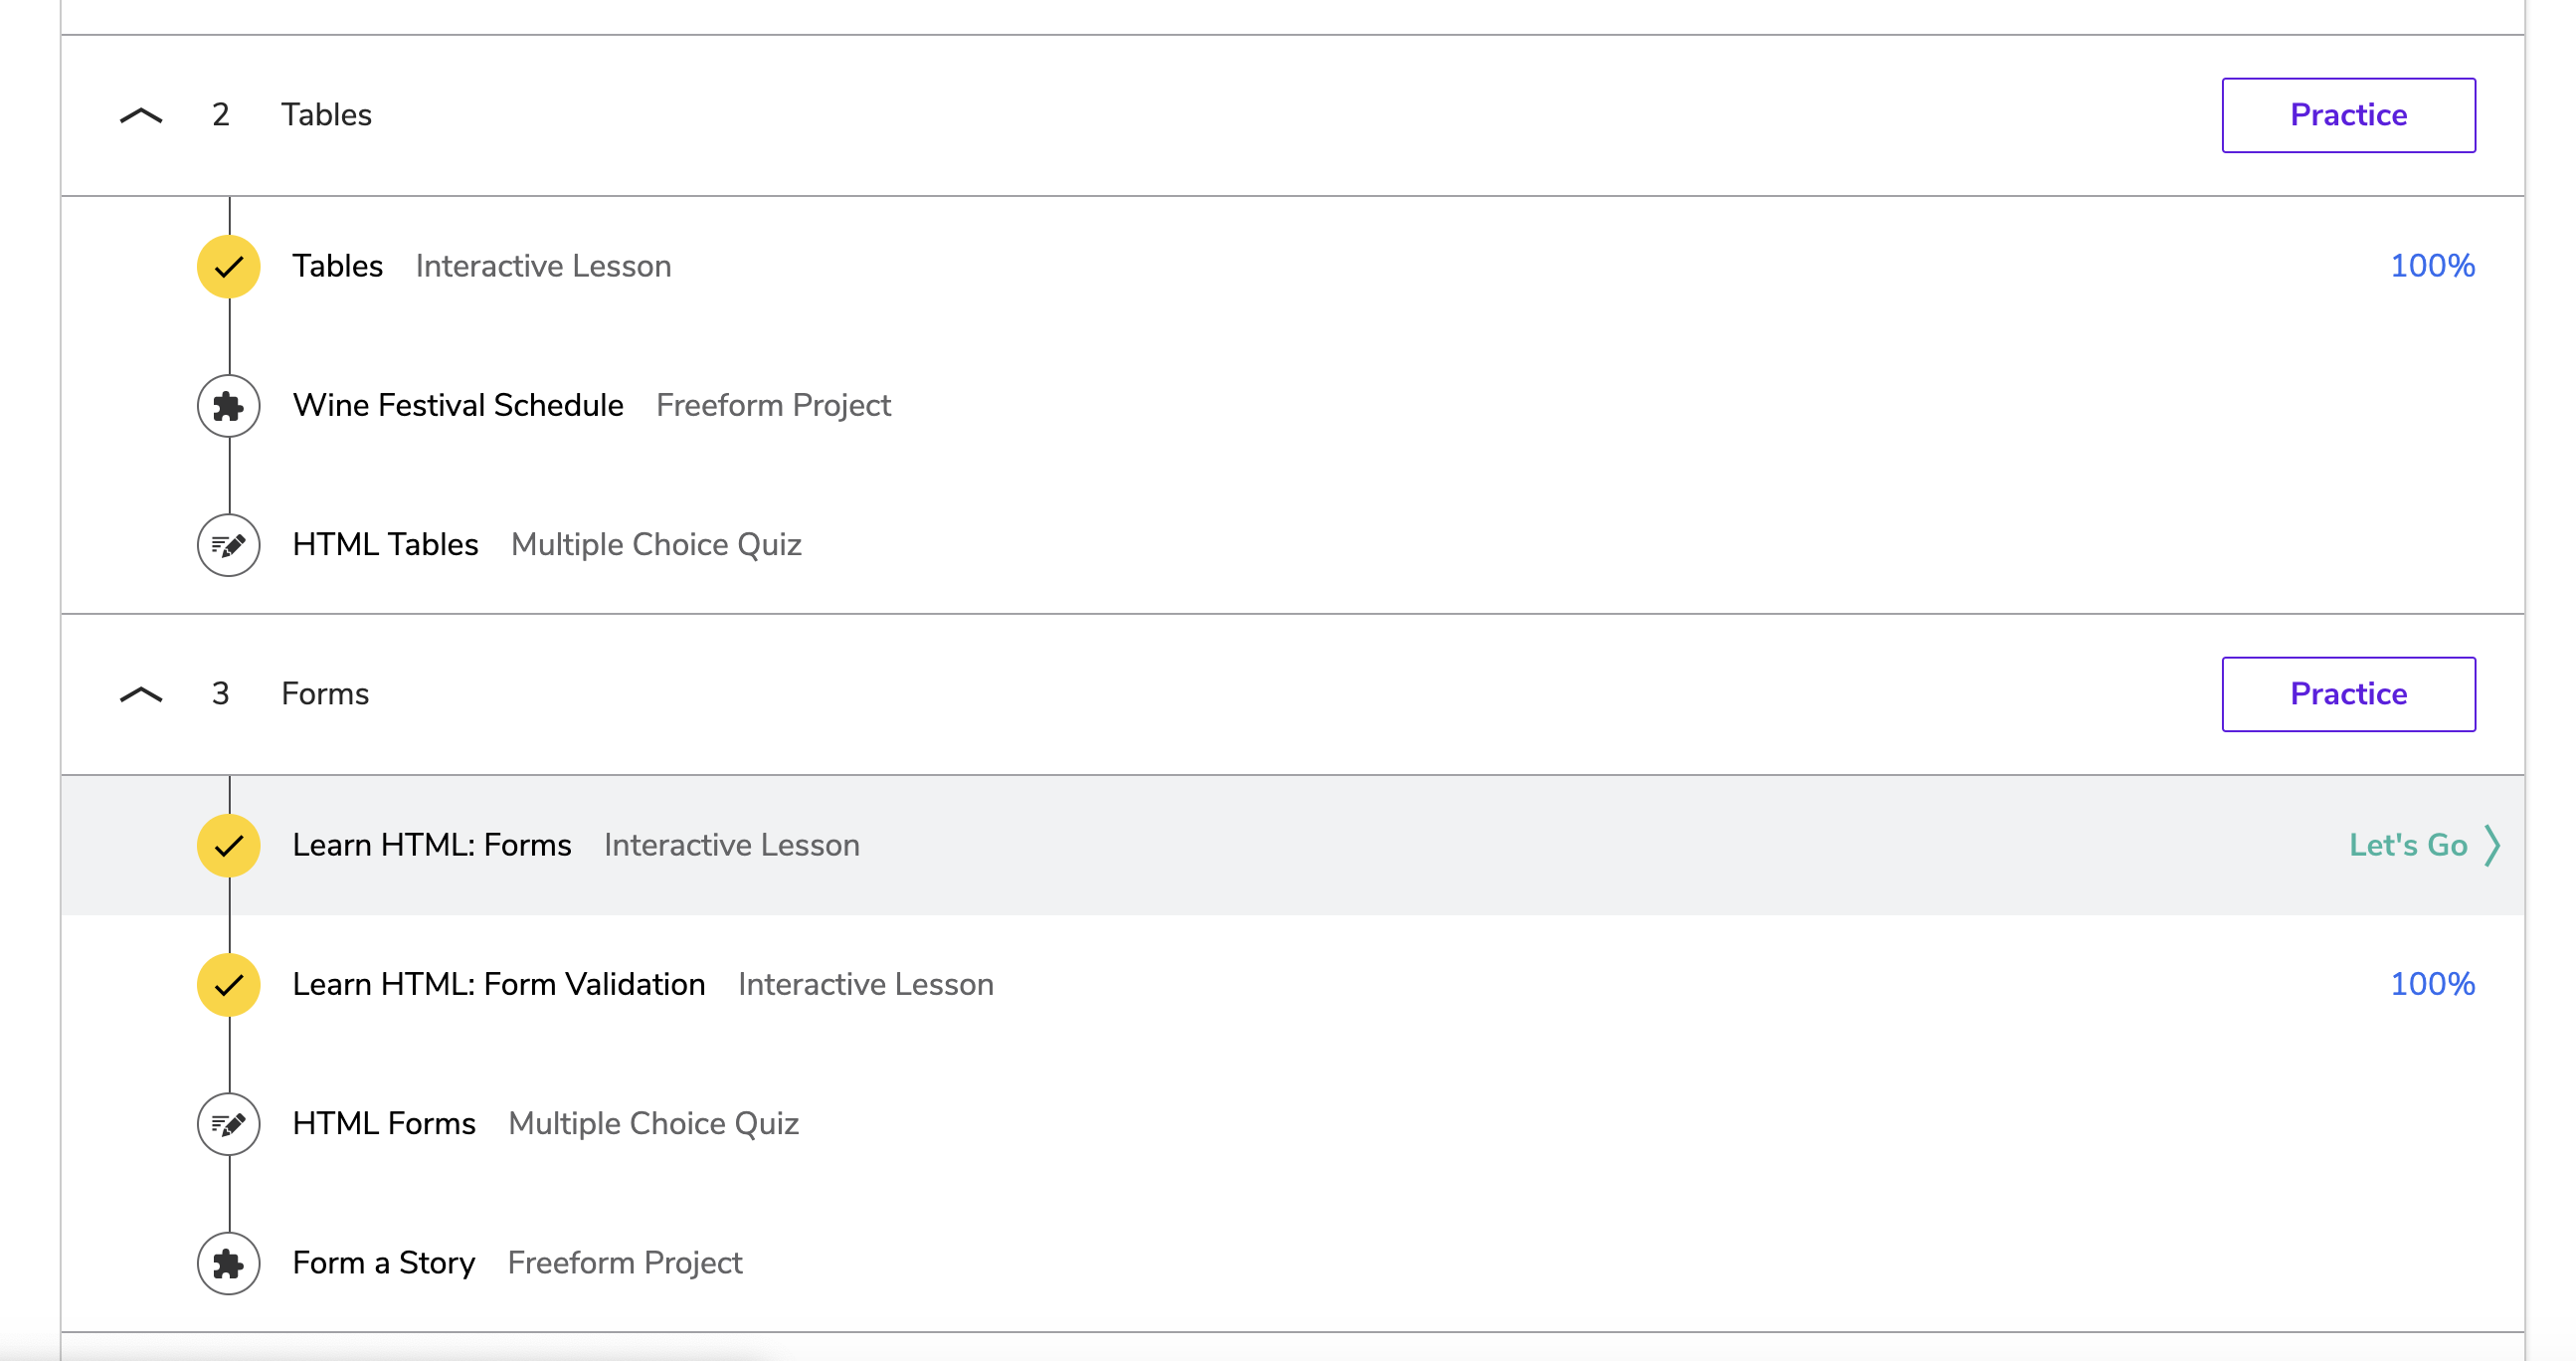 2 Tables Practice
Tables Interactive Lesson 100%
Wine Festival Schedule Freeform Project
HTML Tables Multiple Choice Quiz
3 Forms Practice
Learn HTML: Forms Interactive Lesson Let's Go
Learn HTML: Form Validation Interactive Lesson 100%
HTML Forms Multiple Choice Quiz
Form a Story Freeform Project